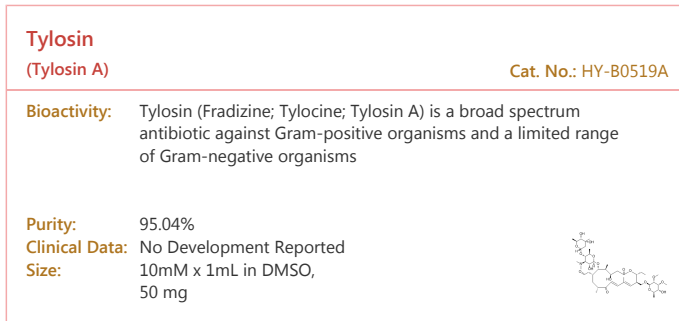 Tylosin
(Tylosin A)
Cat. No.: HY-B0519A
Bioactivity: Tylosin (Fradizine; Tylocine; Tylosin A) is a broad spectrum
antibiotic against Gram-positive organisms and a limited range
of Gram-negative organisms
Purity: 95.04%
Clinical Data: No Development Reported
Size: 10mM x 1mL in DMSO,
50 mg